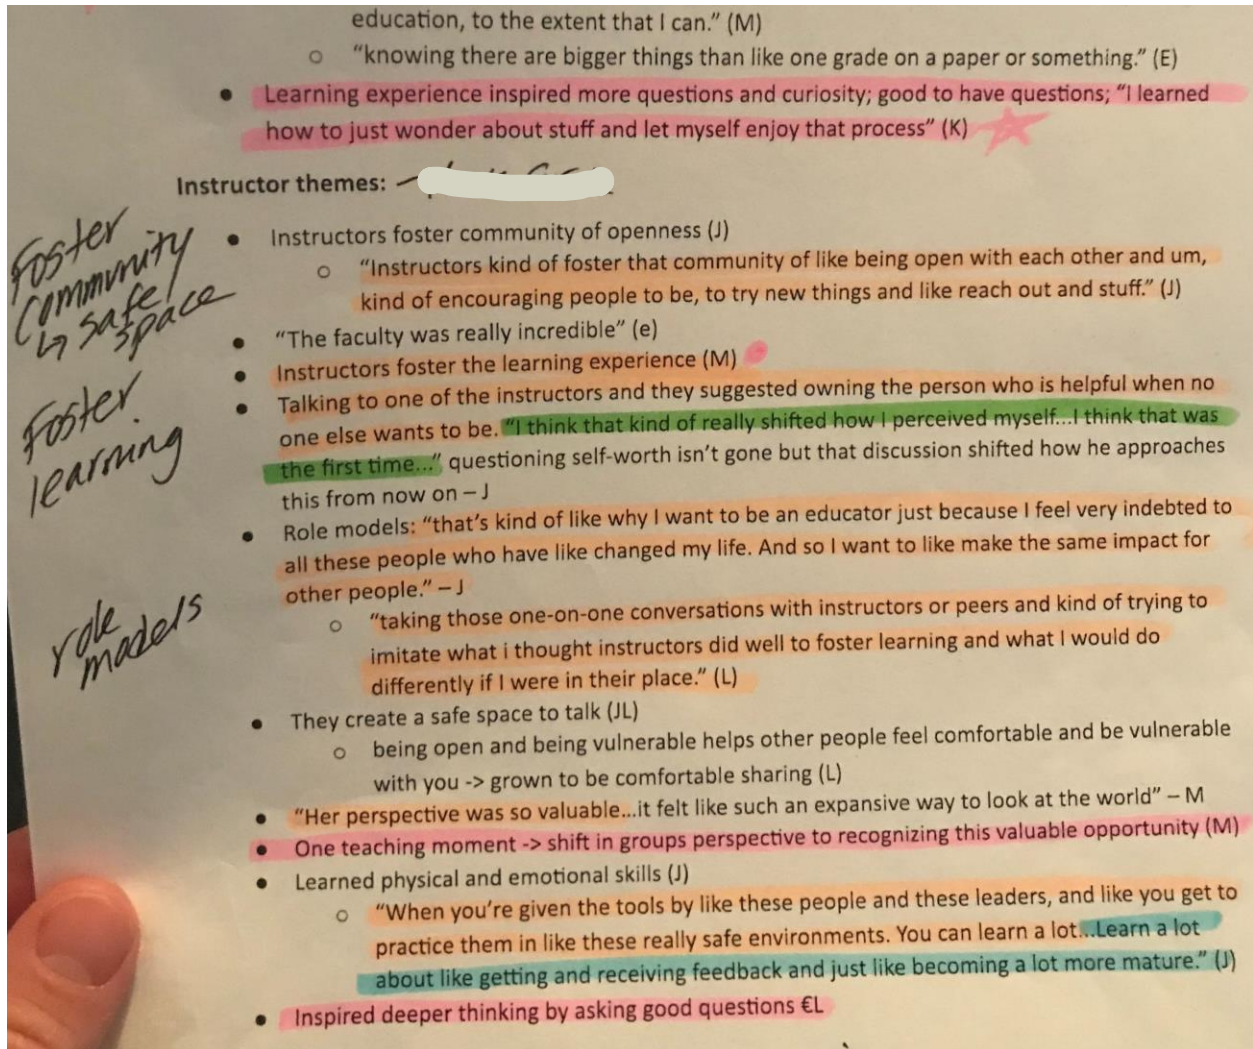 education, to the extent that I can.” (M)
○ “knowing there are bigger things than like one grade on a paper or something.” (E)
• Learning experience inspired more questions and curiosity; good to have questions; “I learned
how to just wonder about stuff and let myself enjoy that process” (K)
Instructor themes: –
Foster
Community
↳ safe
space
• Instructors foster community of openness (J)
○ “Instructors kind of foster that community of like being open with each other and um,
kind of encouraging people to be, to try new things and like reach out and stuff.” (J)
• “The faculty was really incredible” (e)
• Instructors foster the learning experience (M)
Foster
learning
• Talking to one of the instructors and they suggested owning the person who is helpful when no
one else wants to be. “I think that kind of really shifted how I perceived myself...I think that was
the first time...” questioning self-worth isn’t gone but that discussion shifted how he approaches
this from now on – J
• Role models: “that’s kind of like why I want to be an educator just because I feel very indebted to
all these people who have like changed my life. And so I want to like make the same impact for
other people.” – J
role
models
○ “taking those one-on-one conversations with instructors or peers and kind of trying to
imitate what i thought instructors did well to foster learning and what I would do
differently if I were in their place.” (L)
• They create a safe space to talk (JL)
○ being open and being vulnerable helps other people feel comfortable and be vulnerable
with you -> grown to be comfortable sharing (L)
• “Her perspective was so valuable...it felt like such an expansive way to look at the world” – M
• One teaching moment -> shift in groups perspective to recognizing this valuable opportunity (M)
• Learned physical and emotional skills (J)
○ “When you’re given the tools by like these people and these leaders, and like you get to
practice them in like these really safe environments. You can learn a lot...Learn a lot
about like getting and receiving feedback and just like becoming a lot more mature.” (J)
• Inspired deeper thinking by asking good questions €L